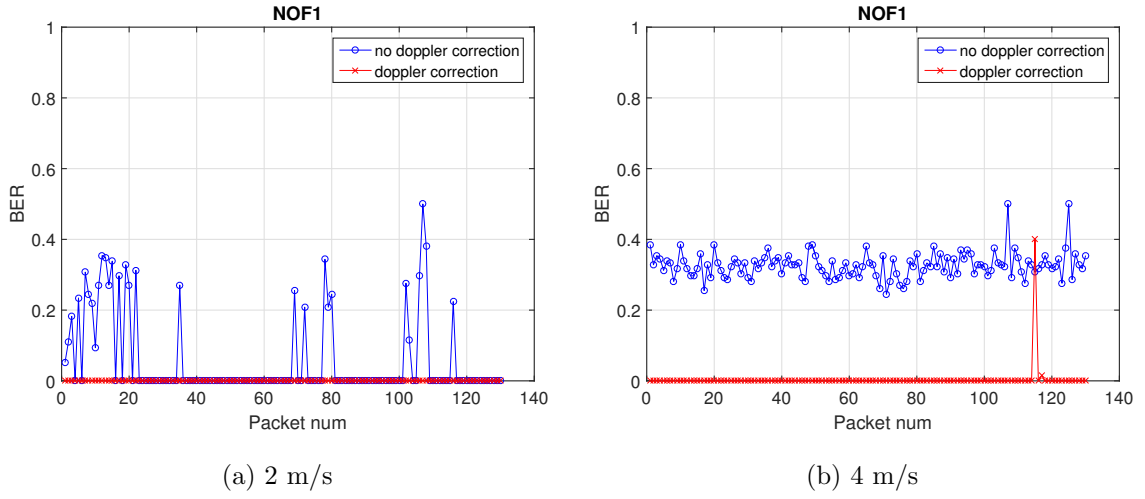 NOF1
1
0.8
0.6
0.4
0.2
0
BER
no doppler correction
doppler correction
0 20 40 60 80 100 120 140
Packet num
(a) 2 m/s
NOF1
1
0.8
0.6
0.4
0.2
0
BER
no doppler correction
doppler correction
0 20 40 60 80 100 120 140
Packet num
(b) 4 m/s